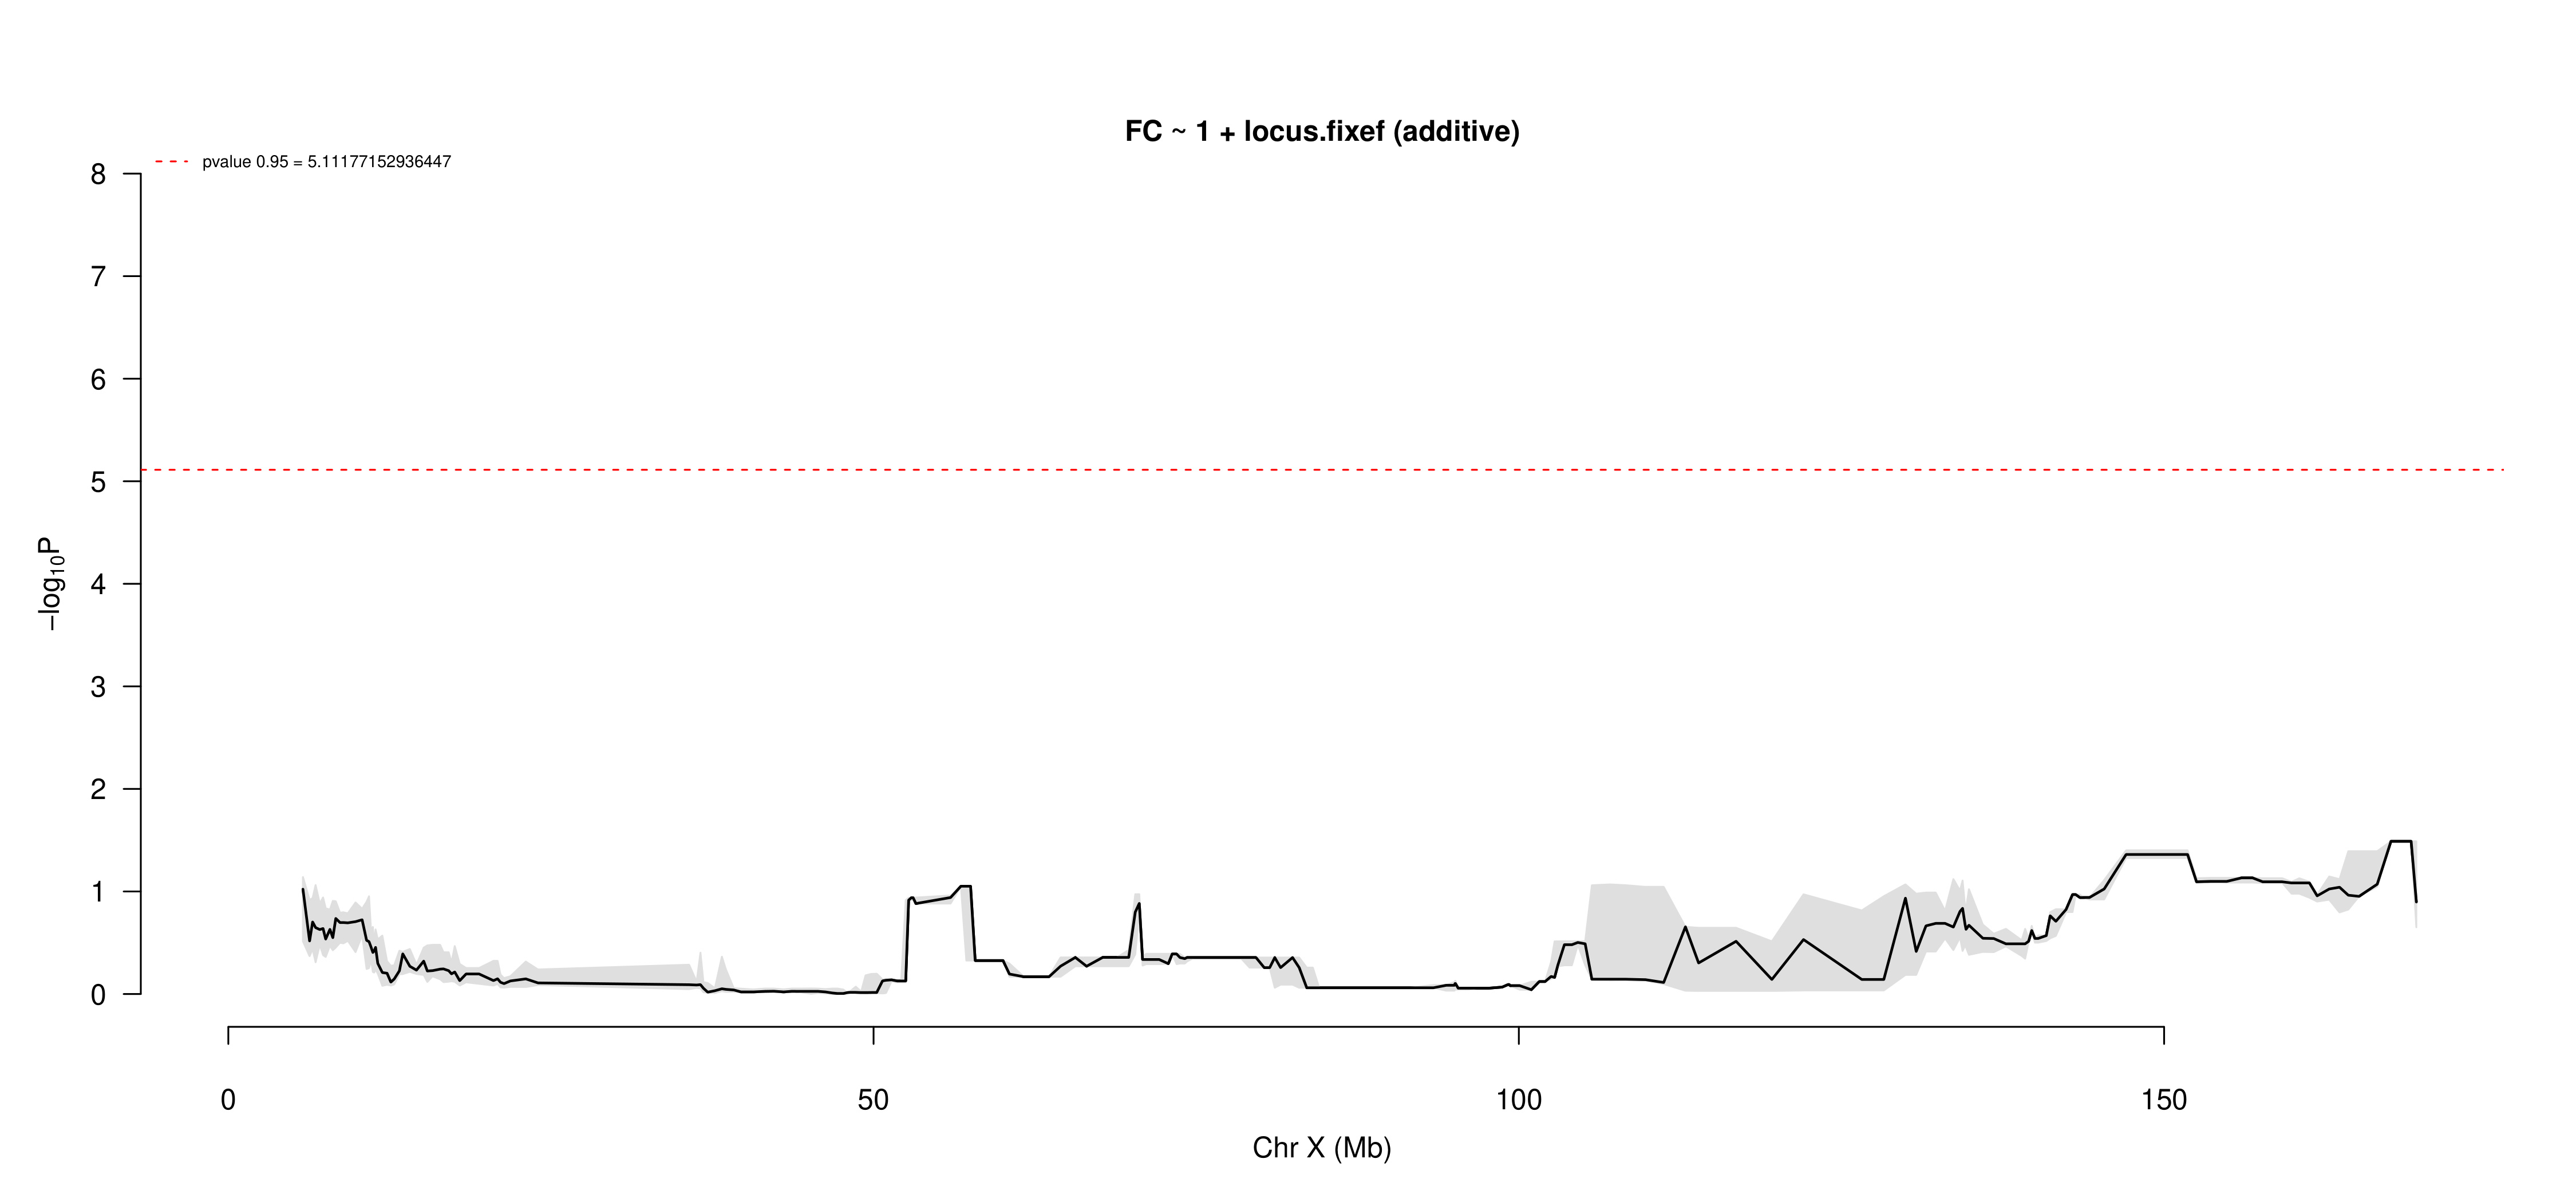 FC ~ 1 + locus.fixef (additive)
pvalue 0.95 = 5.11177152936447
8
7
6
5
4
3
2
1
0
−log10P
0 50 100 150
Chr X (Mb)